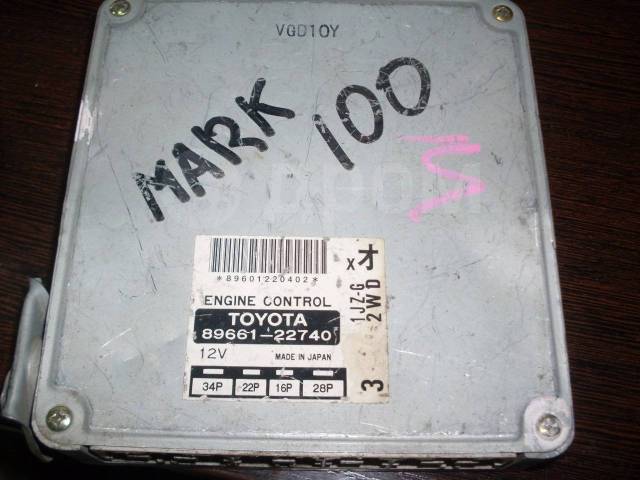 VGD10Y
MARK 100
*89601220402*
ENGINE CONTROL
TOYOTA
89661-22740
12V MADE IN JAPAN
34P 22P 16P 28P
xオ
1JZ-G
2WD
3